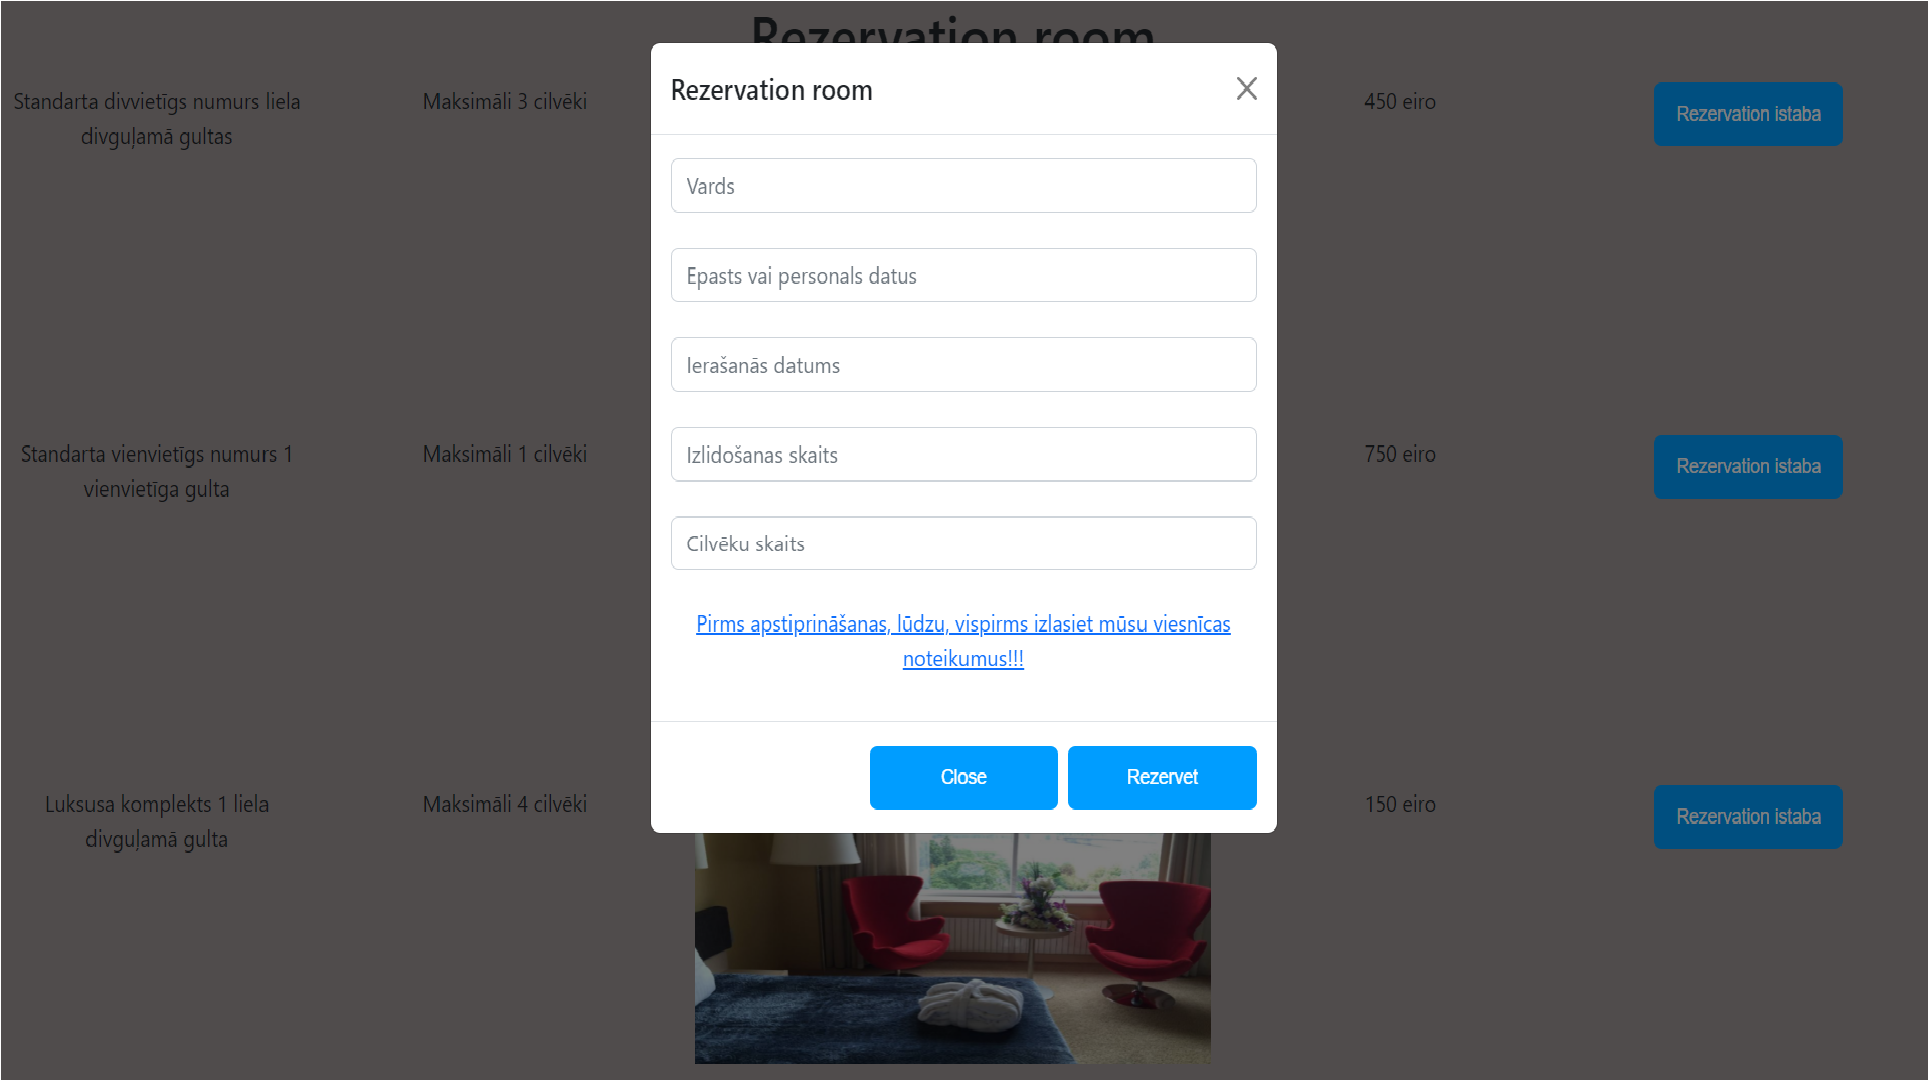 Rezervation room
Rezervation room
Standarta divvietīgs numurs liela
divguļamā gultas
Maksimāli 3 cilvēki
450 eiro
Rezervation istaba
Vards
Epasts vai personals datus
Ierašanās datums
Izlidošanas skaits
Cilvēku skaits
Standarta vienvietīgs numurs 1
vienvietīga gulta
Maksimāli 1 cilvēki
750 eiro
Rezervation istaba
Pirms apstiprināšanas, lūdzu, vispirms izlasiet mūsu viesnīcas
noteikumus!!!
Close
Rezervet
Luksusa komplekts 1 liela
divguļamā gulta
Maksimāli 4 cilvēki
150 eiro
Rezervation istaba